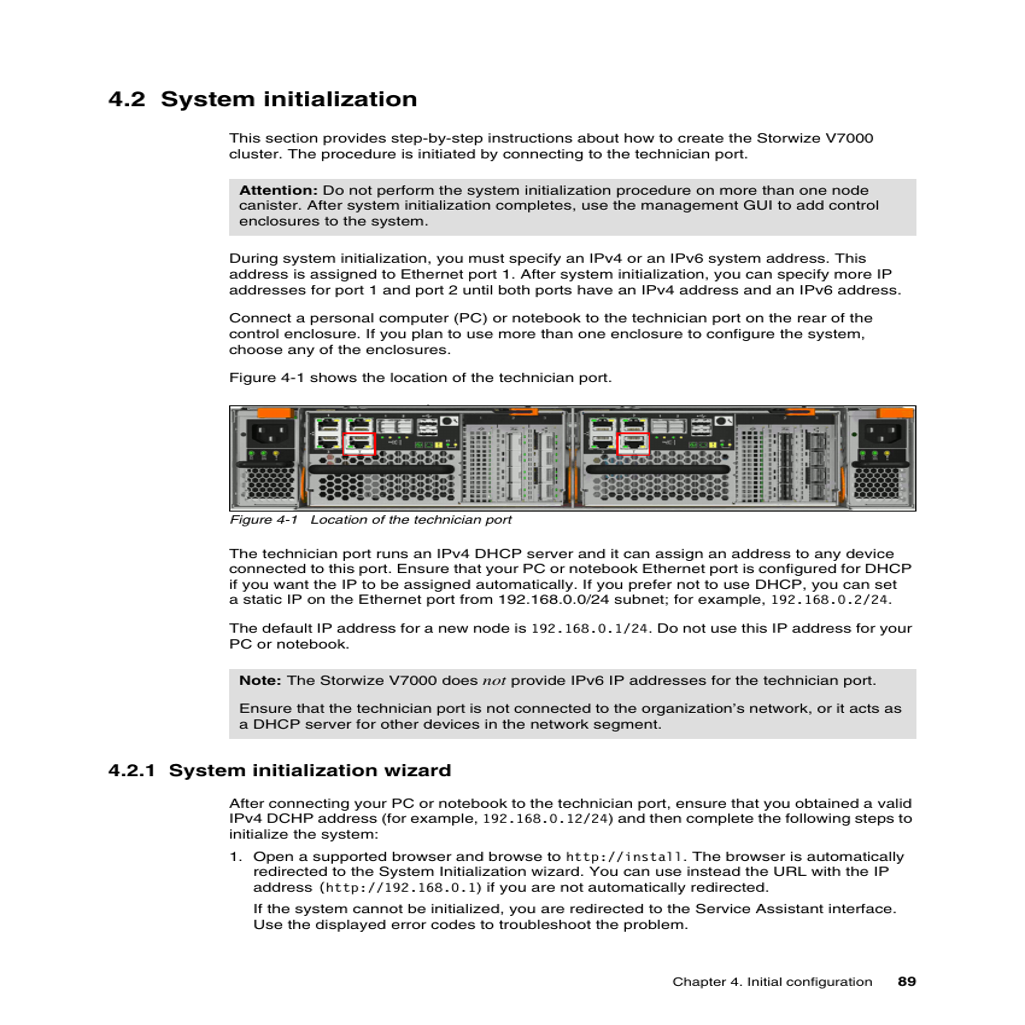 4.2 System initialization
This section provides step-by-step instructions about how to create the Storwize V7000
cluster. The procedure is initiated by connecting to the technician port.
Attention: Do not perform the system initialization procedure on more than one node
canister. After system initialization completes, use the management GUI to add control
enclosures to the system.
During system initialization, you must specify an IPv4 or an IPv6 system address. This
address is assigned to Ethernet port 1. After system initialization, you can specify more IP
addresses for port 1 and port 2 until both ports have an IPv4 address and an IPv6 address.
Connect a personal computer (PC) or notebook to the technician port on the rear of the
control enclosure. If you plan to use more than one enclosure to configure the system,
choose any of the enclosures.
Figure 4-1 shows the location of the technician port.
Figure 4-1 Location of the technician port
The technician port runs an IPv4 DHCP server and it can assign an address to any device
connected to this port. Ensure that your PC or notebook Ethernet port is configured for DHCP
if you want the IP to be assigned automatically. If you prefer not to use DHCP, you can set
a static IP on the Ethernet port from 192.168.0.0/24 subnet; for example, 192.168.0.2/24.
The default IP address for a new node is 192.168.0.1/24. Do not use this IP address for your
PC or notebook.
Note: The Storwize V7000 does not provide IPv6 IP addresses for the technician port.
Ensure that the technician port is not connected to the organization's network, or it acts as
a DHCP server for other devices in the network segment.
4.2.1 System initialization wizard
After connecting your PC or notebook to the technician port, ensure that you obtained a valid
IPv4 DCHP address (for example, 192.168.0.12/24) and then complete the following steps to
initialize the system:
1. Open a supported browser and browse to http://install. The browser is automatically
redirected to the System Initialization wizard. You can use instead the URL with the IP
address (http://192.168.0.1) if you are not automatically redirected.
If the system cannot be initialized, you are redirected to the Service Assistant interface.
Use the displayed error codes to troubleshoot the problem.
Chapter 4. Initial configuration 89